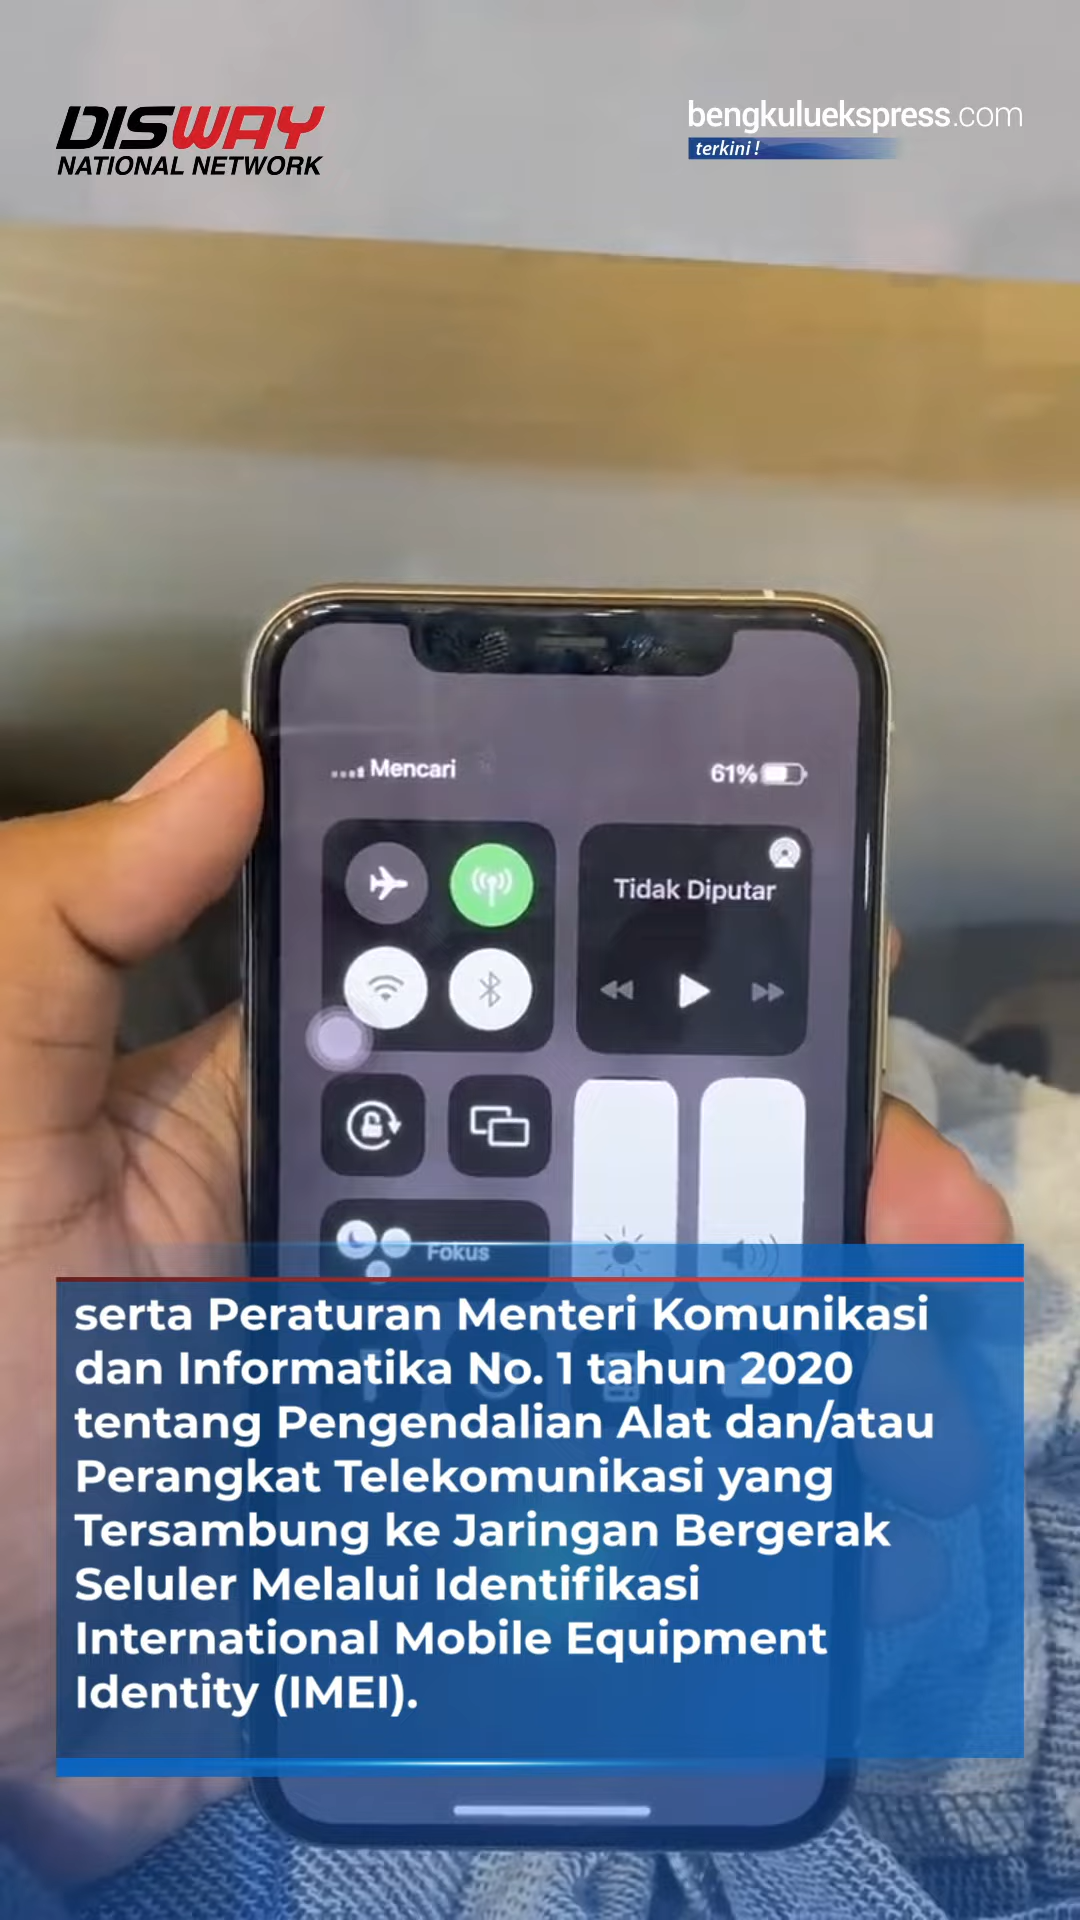 DISWAY
NATIONAL NETWORK
bengkuluekspress.com
terkini!
Mencari
61%
Tidak Diputar
Fokus
serta Peraturan Menteri Komunikasi
dan Informatika No. 1 tahun 2020
tentang Pengendalian Alat dan/atau
Perangkat Telekomunikasi yang
Tersambung ke Jaringan Bergerak
Seluler Melalui Identifikasi
International Mobile Equipment
Identity (IMEI).